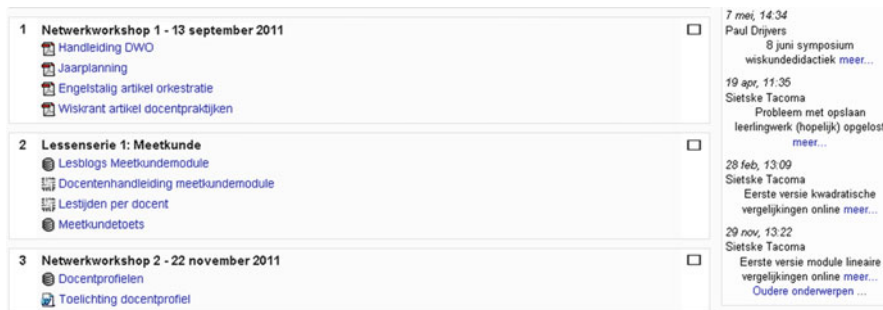 1 Netwerkworkshop 1 - 13 september 2011
Handleiding DWO
Jaarplanning
Engelstalig artikel orkestratie
Wiskrant artikel docentpraktijken
2 Lessenserie 1: Meetkunde
Lesblogs Meetkundemodule
Docentenhandleiding meetkundemodule
Lestijden per docent
Meetkundetoets
3 Netwerkworkshop 2 - 22 november 2011
Docentprofielen
Toelichting docentprofiel
7 mei, 14:34
Paul Drijvers
8 juni symposium
wiskundedidactiek meer...
19 apr, 11:35
Sietske Tacoma
Probleem met opslaan
leerlingwerk (hopelijk) opgelost
meer...
28 feb, 13:09
Sietske Tacoma
Eerste versie kwadratische
vergelijkingen online meer...
29 nov, 13:22
Sietske Tacoma
Eerste versie module lineaire
vergelijkingen online meer...
Oudere onderwerpen ...